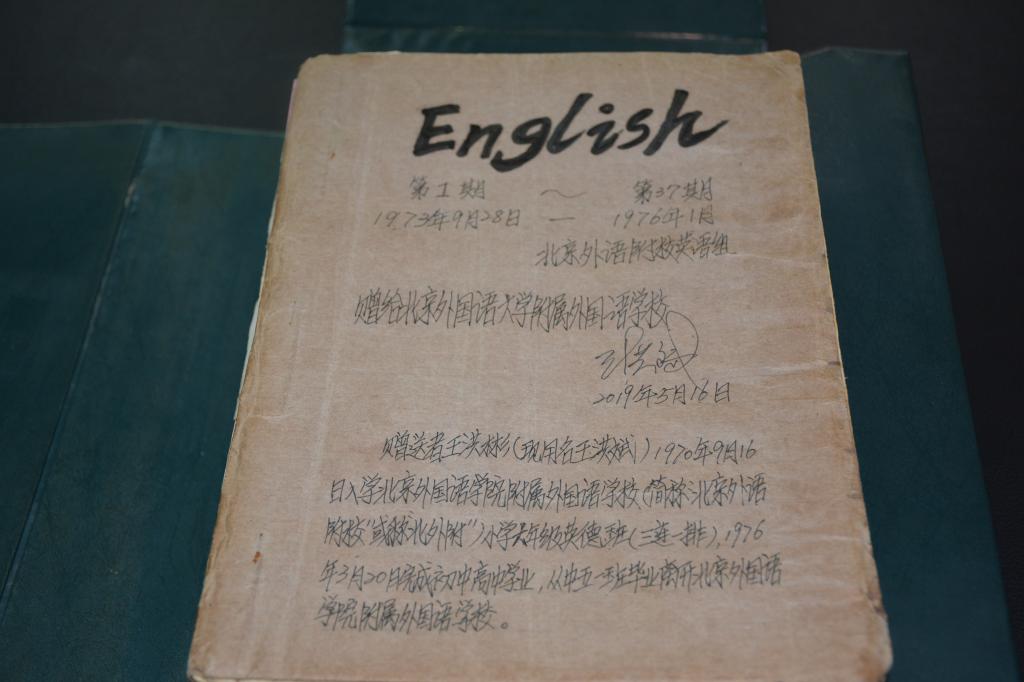 English
第1期 ～ 第37期
1973年9月28日 — 1976年1月
北京外语附校英语组
赠给北京外国语大学附属外国语学校
王洪斌
2019年5月16日
赠送者王洪彬(现用名王洪斌)1970年9月16
日入学北京外国语学院附属外国语学校(简称"北京外语
附校"或称"北外附")小学六年级英德班(三连一排),1976
年3月20日完成初中高中学业,从中五一班毕业离开北京外国语
学院附属外国语学校。